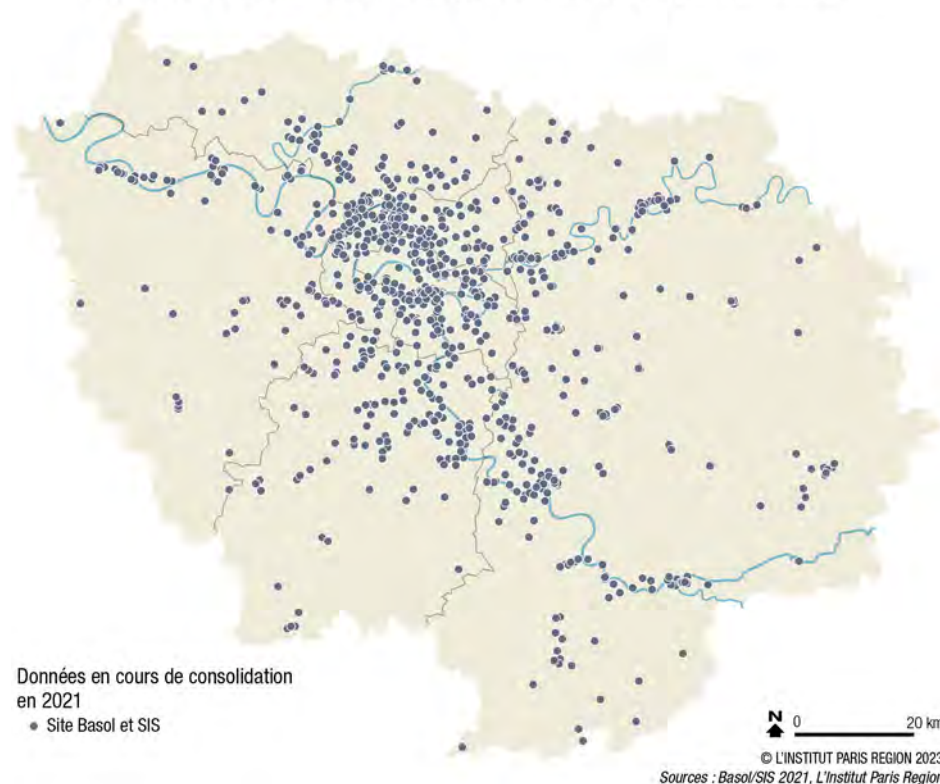 Données en cours de consolidation
en 2021
Site Basol et SIS
N 0 20 km
© L'INSTITUT PARIS REGION 2023
Sources : Basol/SIS 2021, L'Institut Paris Region